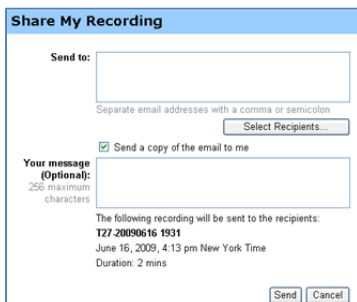 Share My Recording
Send to:
Separate email addresses with a comma or semicolon
Select Recipients...
Send a copy of the email to me
Your message
(Optional):
256 maximum
characters
The following recording will be sent to the recipients:
T27-20090616 1931
June 16, 2009, 4:13 pm New York Time
Duration: 2 mins
Send Cancel